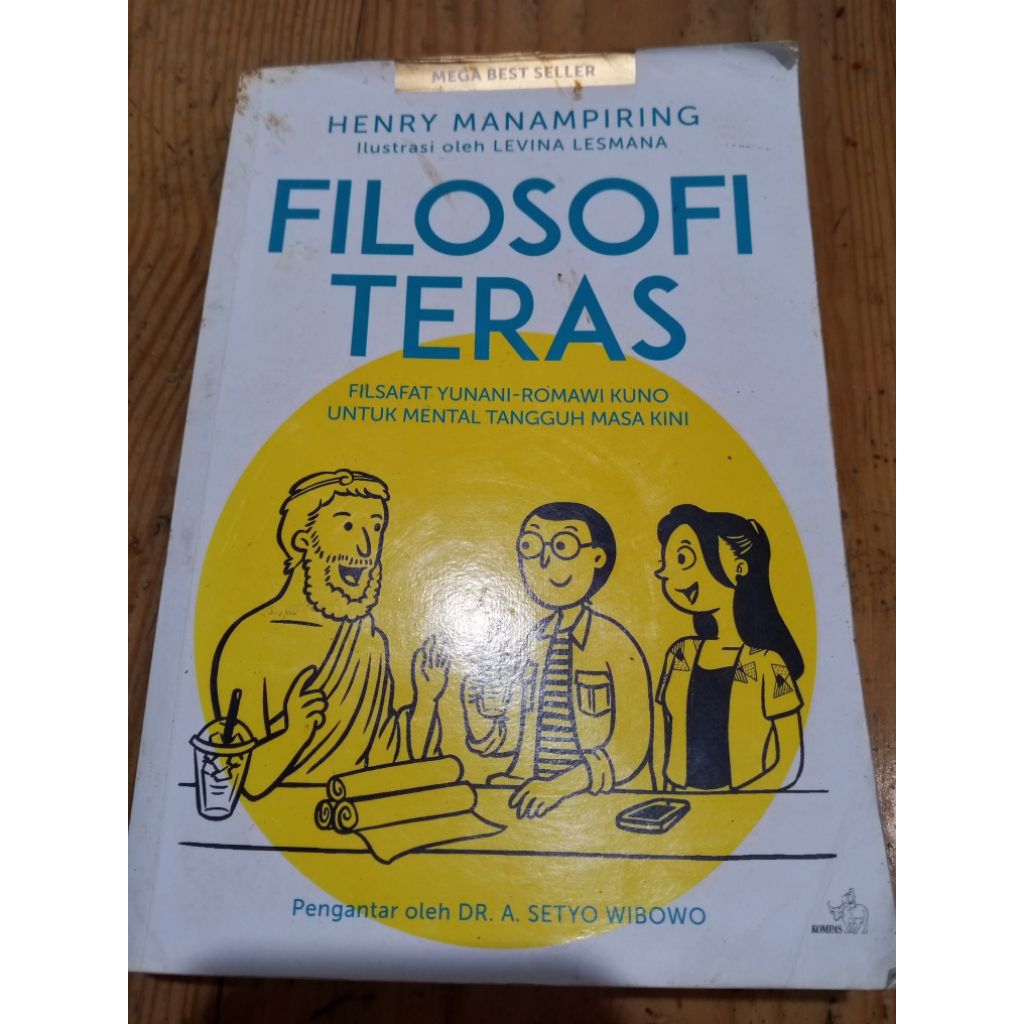 MEGA BEST SELLER
HENRY MANAMPIRING
Ilustrasi oleh LEVINA LESMANA
FILOSOFI
TERAS
FILSAFAT YUNANI-ROMAWI KUNO
UNTUK MENTAL TANGGUH MASA KINI
Pengantar oleh DR. A. SETYO WIBOWO
KOMPAS